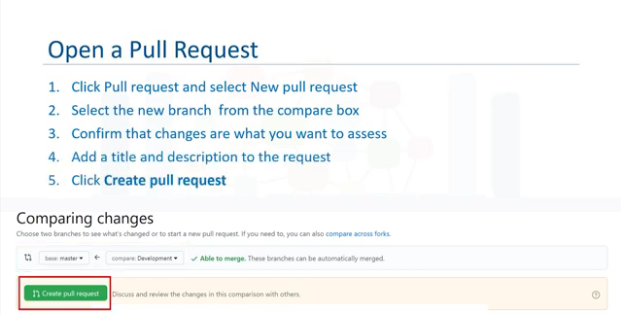 Open a Pull Request
1. Click Pull request and select New pull request
2. Select the new branch from the compare box
3. Confirm that changes are what you want to assess
4. Add a title and description to the request
5. Click Create pull request
Comparing changes
Choose two branches to see what's changed or to start a new pull request. If you need to, you can also compare across forks.
base: master ▾ ← compare: Development ▾ ✓ Able to merge. These branches can be automatically merged.
Create pull request Discuss and review the changes in this comparison with others.